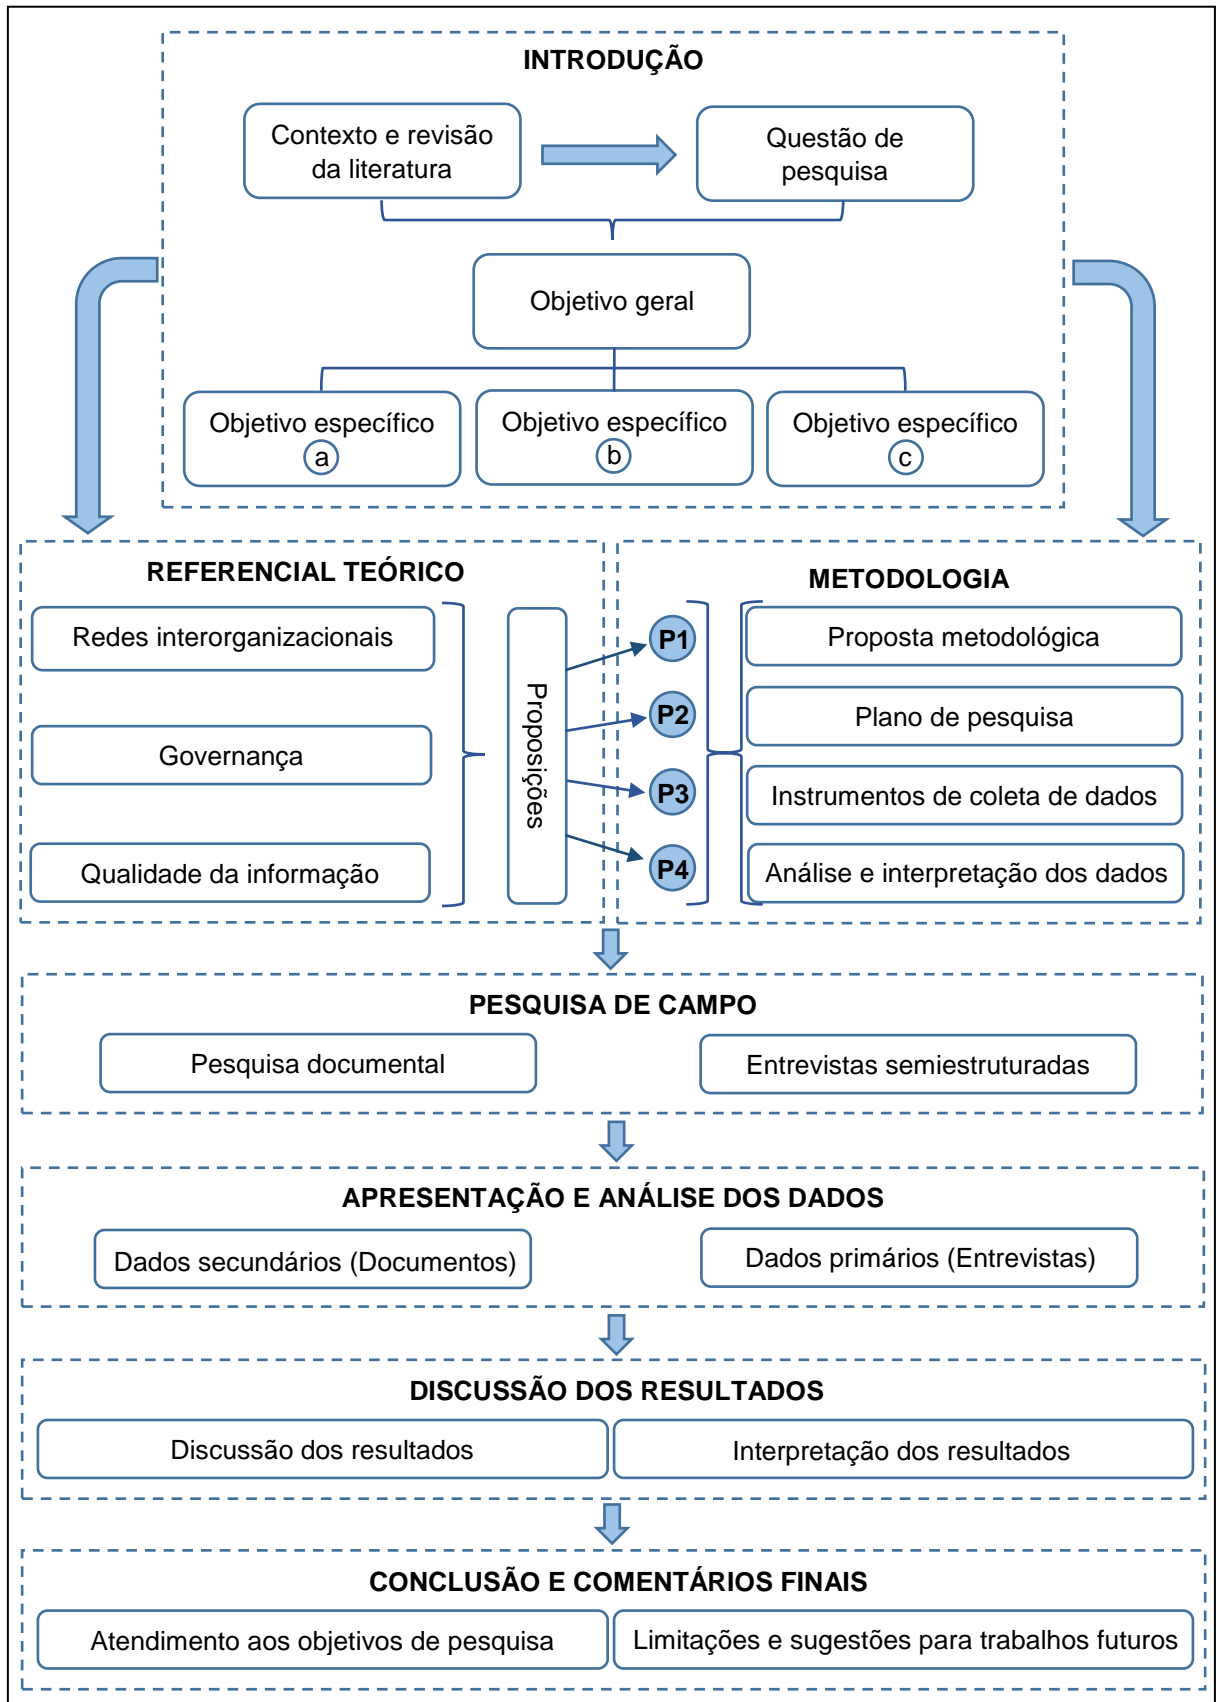 INTRODUÇÃO
Contexto e revisão
da literatura
Questão de
pesquisa
Objetivo geral
Objetivo específico
a
Objetivo específico
b
Objetivo específico
c
REFERENCIAL TEÓRICO
Redes interorganizacionais
Governança
Qualidade da informação
Proposições
METODOLOGIA
P1
P2
P3
P4
Proposta metodológica
Plano de pesquisa
Instrumentos de coleta de dados
Análise e interpretação dos dados
PESQUISA DE CAMPO
Pesquisa documental
Entrevistas semiestruturadas
APRESENTAÇÃO E ANÁLISE DOS DADOS
Dados secundários (Documentos)
Dados primários (Entrevistas)
DISCUSSÃO DOS RESULTADOS
Discussão dos resultados
Interpretação dos resultados
CONCLUSÃO E COMENTÁRIOS FINAIS
Atendimento aos objetivos de pesquisa
Limitações e sugestões para trabalhos futuros